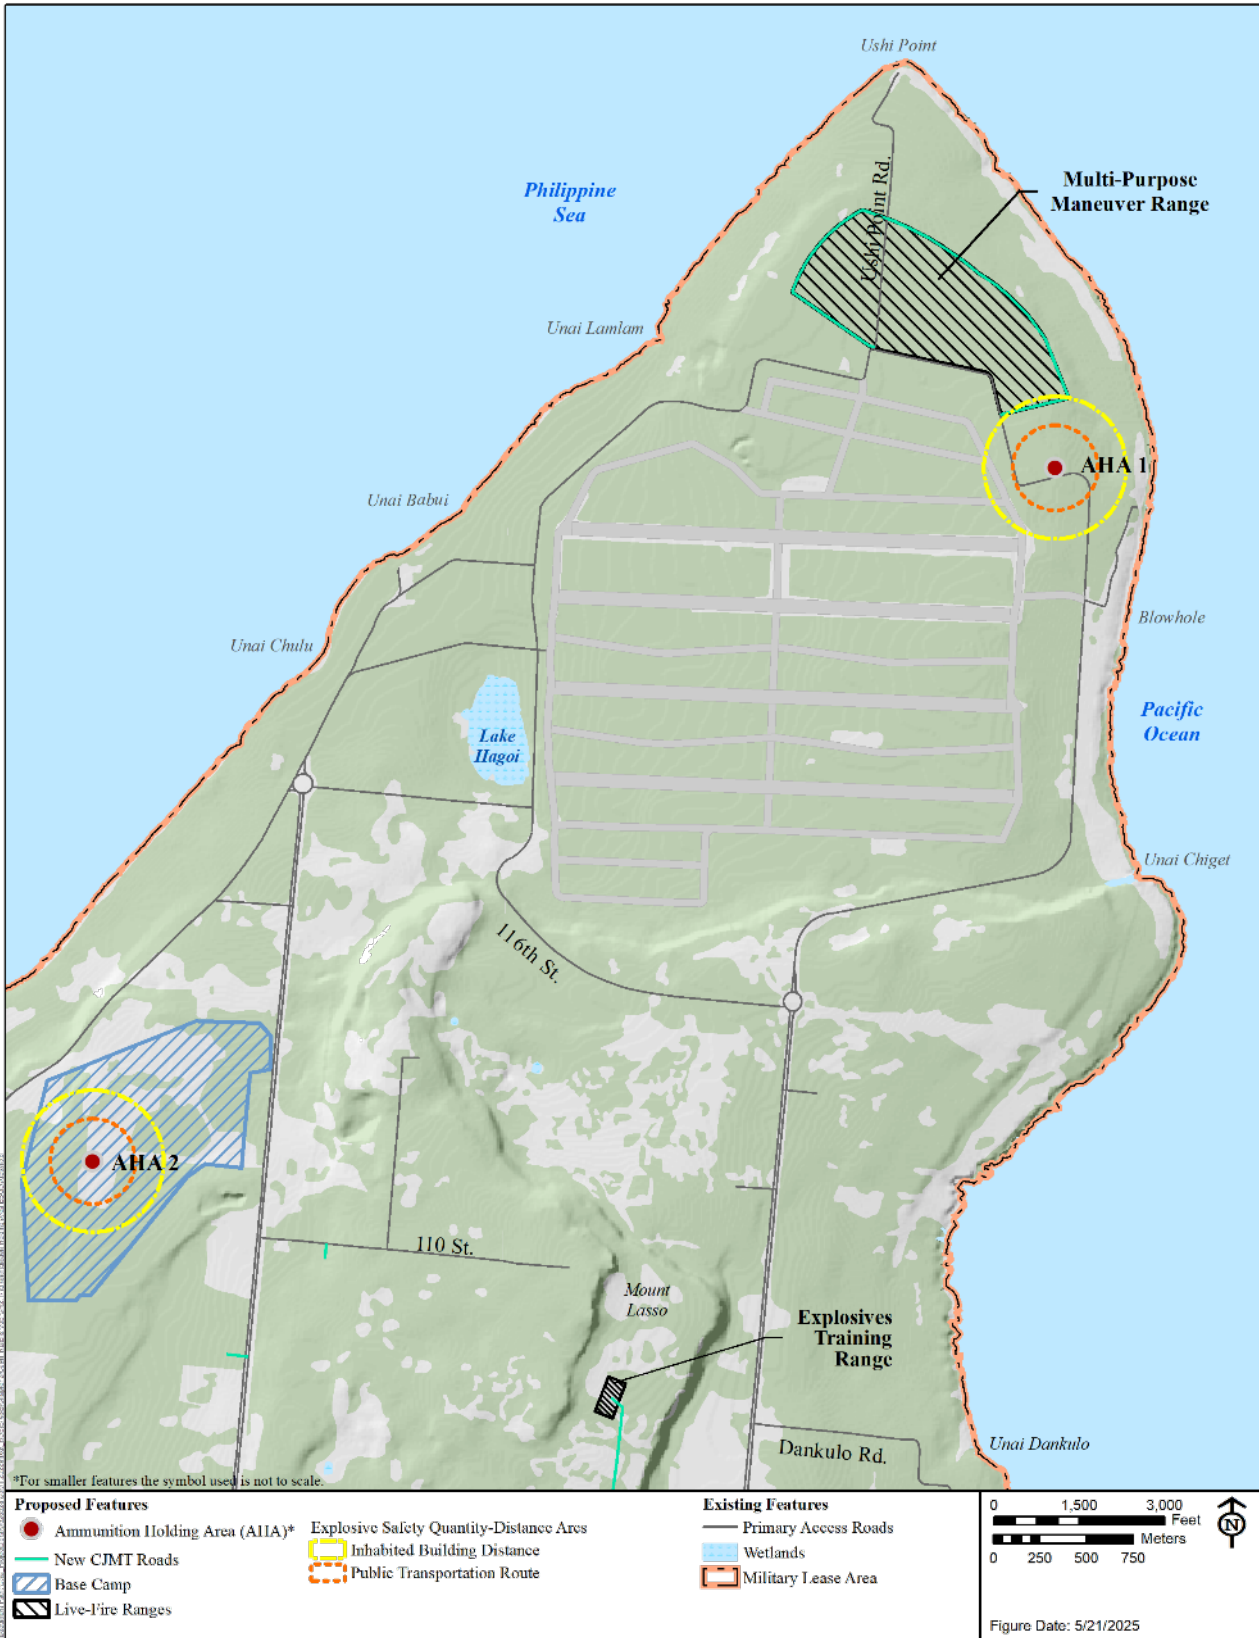 Ushi Point
Philippine
Sea
Ushi Point Rd.
Multi-Purpose
Maneuver Range
Unai Lamlam
AHA 1
Unai Babui
Unai Chulu
Blowhole
Lake
Hagoi
Pacific
Ocean
Unai Chiget
116th St.
AHA 2
110 St.
Mount
Lasso
Explosives
Training
Range
Unai Dankulo
Dankulo Rd.
*For smaller features the symbol used is not to scale.
Proposed Features
Ammunition Holding Area (AHA)*
New CJMT Roads
Base Camp
Live-Fire Ranges
Explosive Safety Quantity-Distance Arcs
Inhabited Building Distance
Public Transportation Route
Existing Features
Primary Access Roads
Wetlands
Military Lease Area
0 1,500 3,000
Feet
Meters
0 250 500 750
N
Figure Date: 5/21/2025